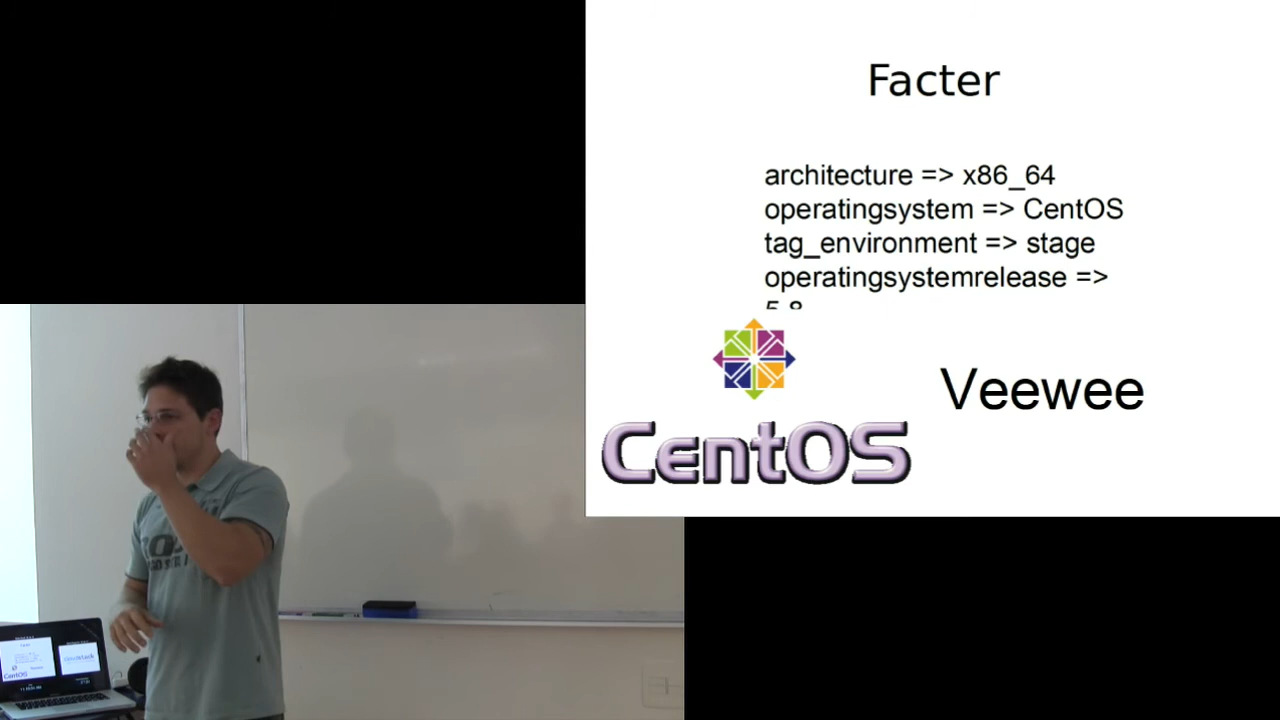 Facter
architecture => x86_64
operatingsystem => CentOS
tag_environment => stage
operatingsystemrelease =>
5.8
Veewee
CentOS